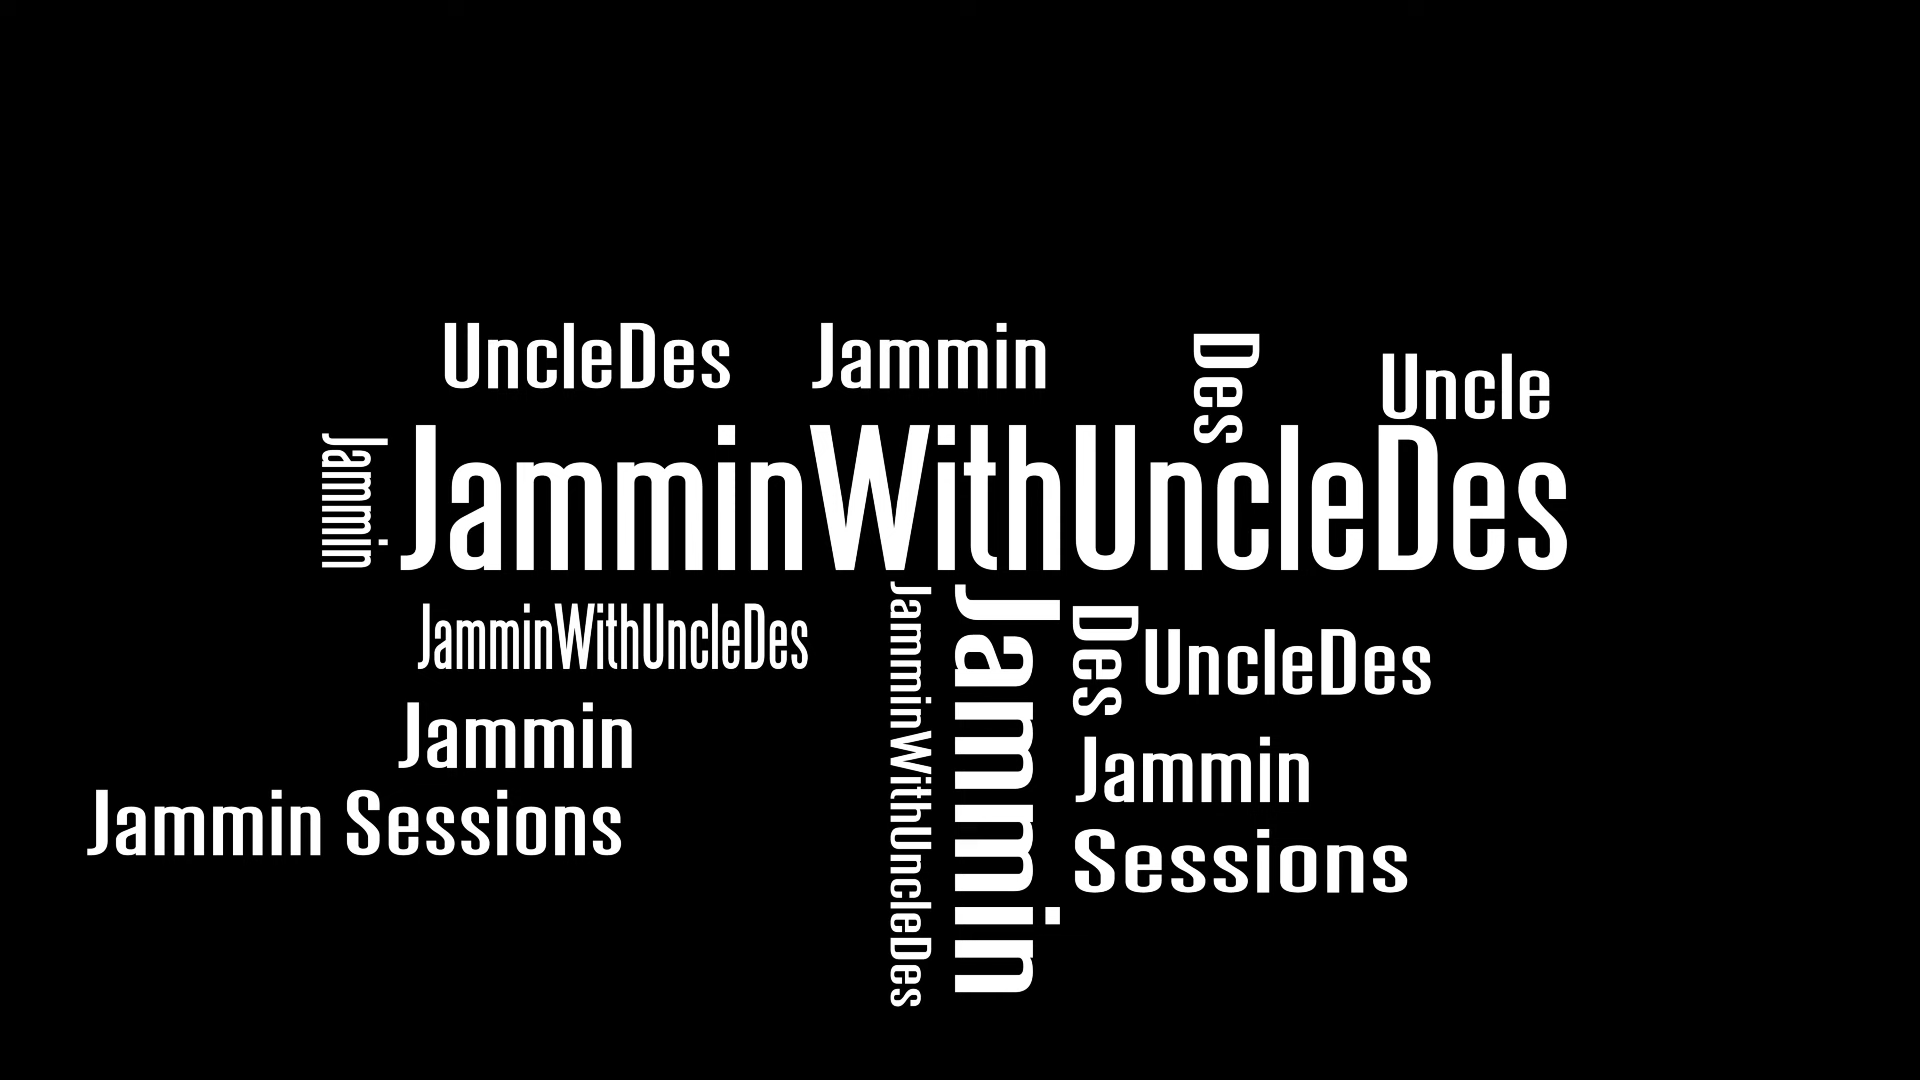 UncleDes
Jammin
Des
Uncle
Jammin
JamminWithUncleDes
JamminWithUncleDes
JamminWithUncleDes
Jammin
Des
UncleDes
Jammin
Jammin
Jammin Sessions
Sessions